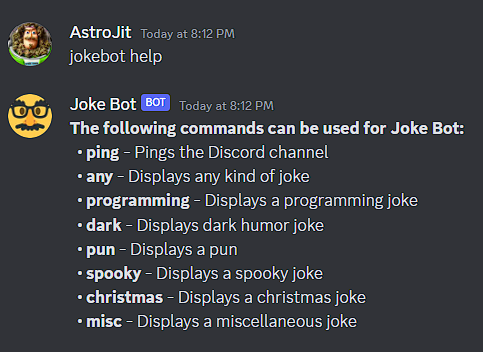 AstroJit Today at 8:12 PM
jokebot help
Joke Bot BOT Today at 8:12 PM
The following commands can be used for Joke Bot:
• ping - Pings the Discord channel
• any - Displays any kind of joke
• programming - Displays a programming joke
• dark - Displays dark humor joke
• pun - Displays a pun
• spooky - Displays a spooky joke
• christmas - Displays a christmas joke
• misc - Displays a miscellaneous joke